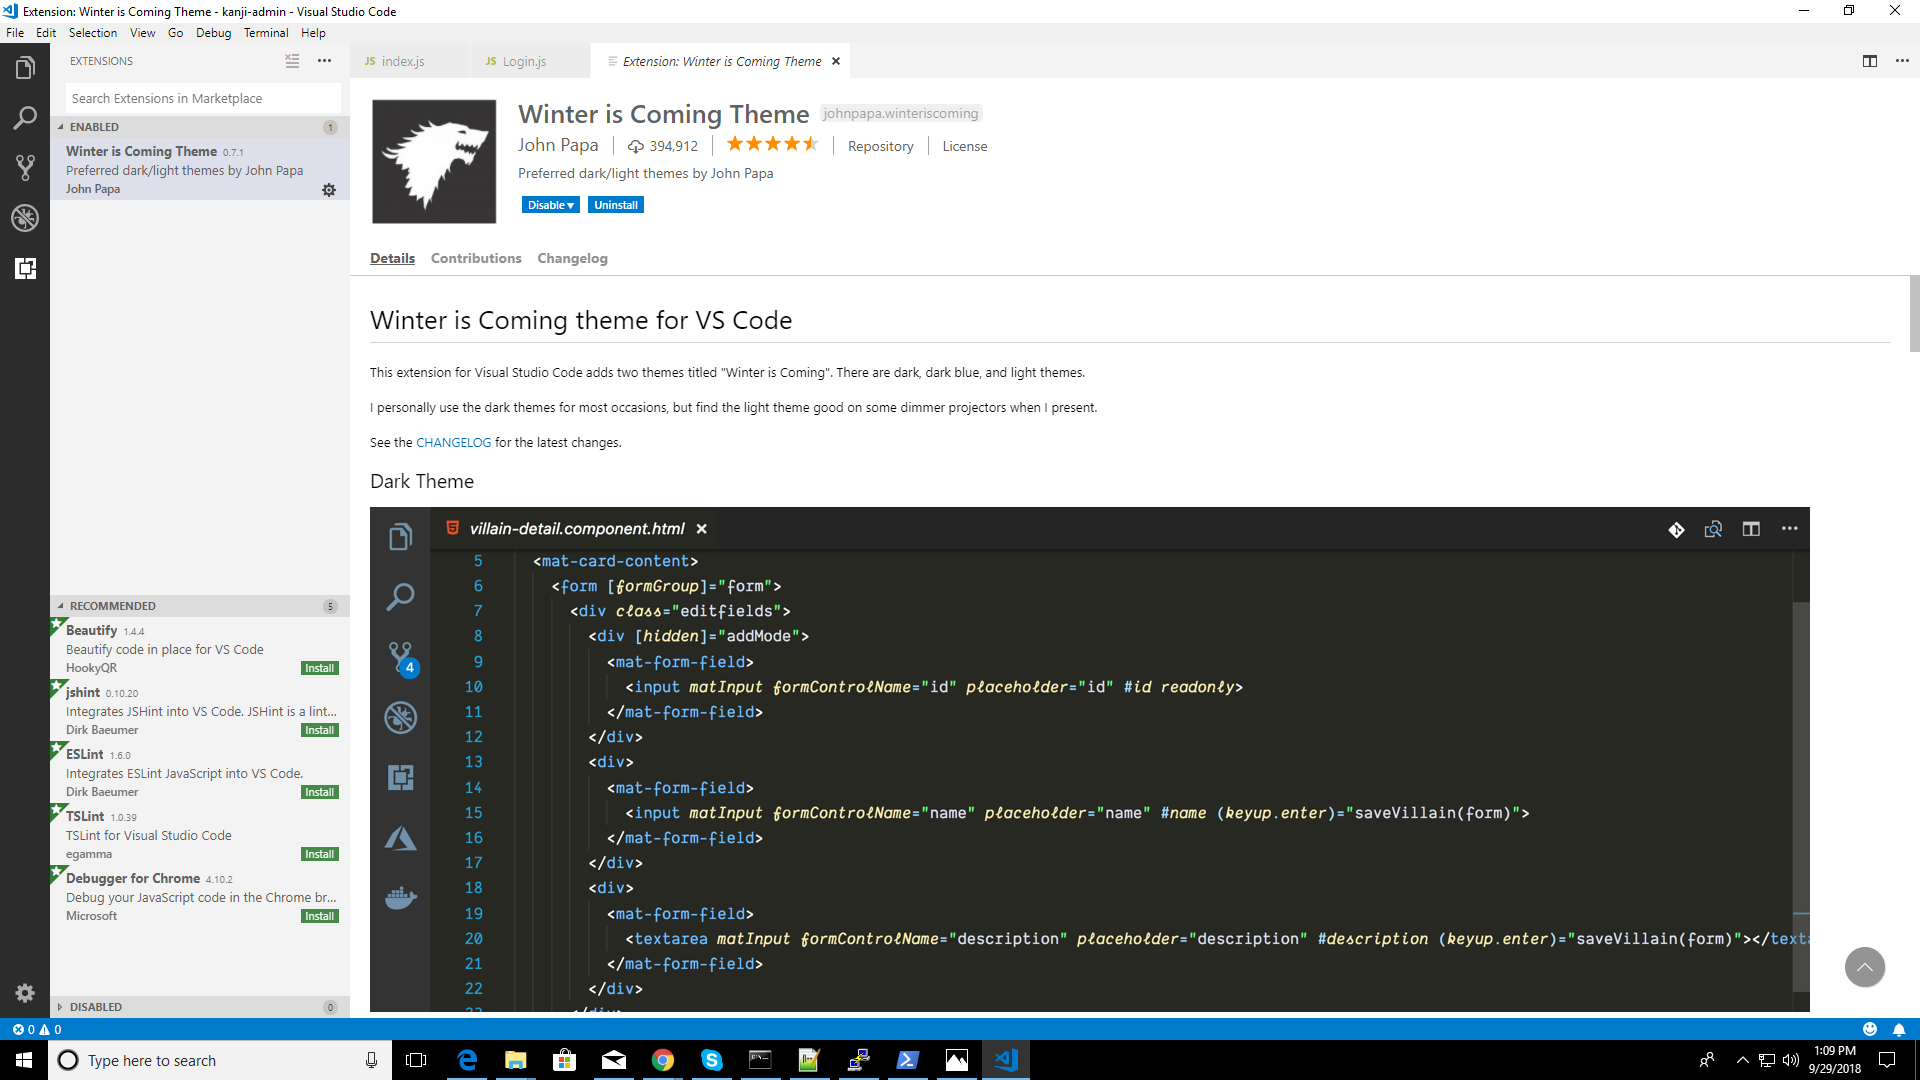 Extension: Winter is Coming Theme - kanji-admin - Visual Studio Code
File Edit Selection View Go Debug Terminal Help
EXTENSIONS
Search Extensions in Marketplace
ENABLED 1
Winter is Coming Theme 0.7.1
Preferred dark/light themes by John Papa
John Papa
RECOMMENDED 5
Beautify 1.4.4
Beautify code in place for VS Code
HookyQR Install
jshint 0.10.20
Integrates JSHint into VS Code. JSHint is a lint...
Dirk Baeumer Install
ESLint 1.6.0
Integrates ESLint JavaScript into VS Code.
Dirk Baeumer Install
TSLint 1.0.39
TSLint for Visual Studio Code
egamma Install
Debugger for Chrome 4.10.2
Debug your JavaScript code in the Chrome br...
Microsoft Install
DISABLED 0
JS index.js JS Login.js Extension: Winter is Coming Theme
Winter is Coming Theme johnpapa.winteriscoming
John Papa 394,912 Repository License
Preferred dark/light themes by John Papa
Disable Uninstall
Details Contributions Changelog
Winter is Coming theme for VS Code
This extension for Visual Studio Code adds two themes titled "Winter is Coming". There are dark, dark blue, and light themes.
I personally use the dark themes for most occasions, but find the light theme good on some dimmer projectors when I present.
See the CHANGELOG for the latest changes.
Dark Theme
villain-detail.component.html
4
5 <mat-card-content>
6 <form [formGroup]="form">
7 <div class="editfields">
8 <div [hidden]="addMode">
9 <mat-form-field>
10 <input matInput formControlName="id" placeholder="id" #id readonly>
11 </mat-form-field>
12 </div>
13 <div>
14 <mat-form-field>
15 <input matInput formControlName="name" placeholder="name" #name (keyup.enter)="saveVillain(form)">
16 </mat-form-field>
17 </div>
18 <div>
19 <mat-form-field>
20 <textarea matInput formControlName="description" placeholder="description" #description (keyup.enter)="saveVillain(form)"></texta
21 </mat-form-field>
22 </div>
0 0
Type here to search
1:09 PM
9/29/2018